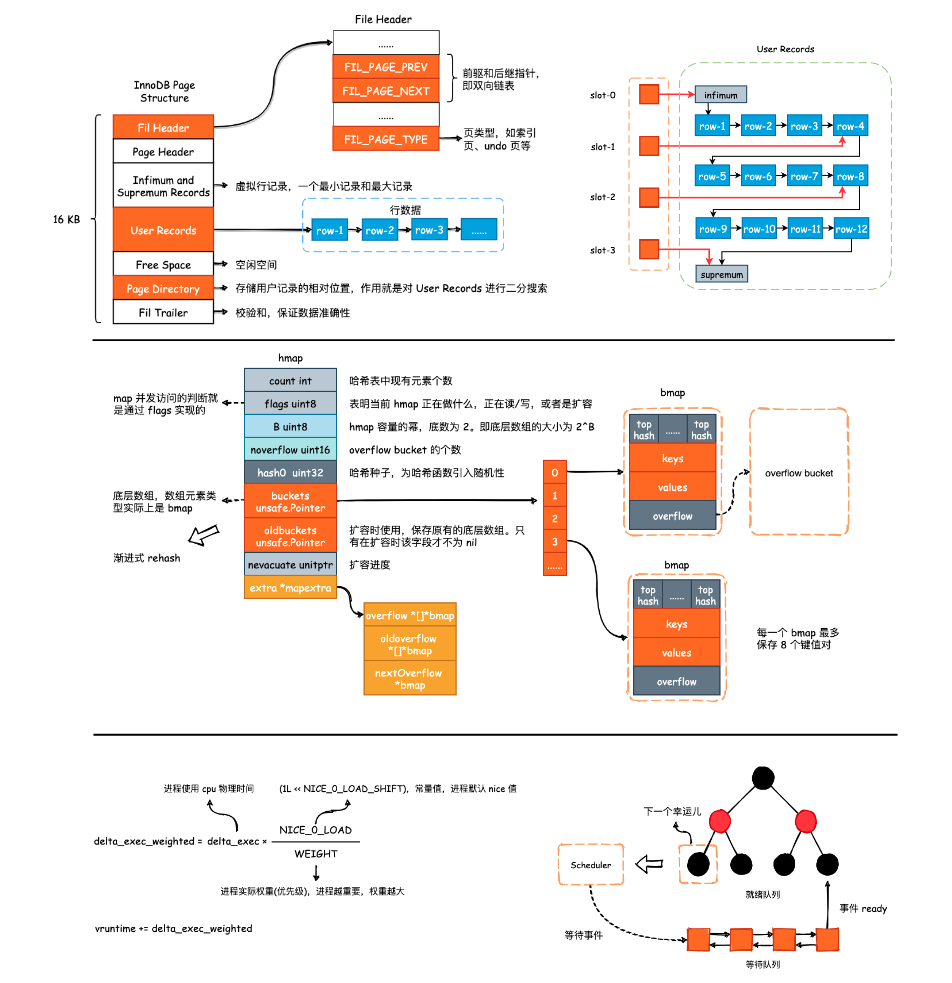 File Header
......
FIL_PAGE_PREV
FIL_PAGE_NEXT
......
FIL_PAGE_TYPE
前驱和后继指针，
即双向链表
页类型，如索引
页、undo 页等
InnoDB Page
Structure
16 KB
Fil Header
Page Header
Infimum and
Supremum Records
User Records
Free Space
Page Directory
Fil Trailer
虚拟行记录，一个最小记录和最大记录
行数据
row-1
row-2
row-3
......
空闲空间
存储用户记录的相对位置，作用就是对 User Records 进行二分搜索
校验和，保证数据准确性
User Records
slot-0
slot-1
slot-2
slot-3
infimum
row-1
row-2
row-3
row-4
row-5
row-6
row-7
row-8
row-9
row-10
row-11
row-12
supremum
hmap
count int
哈希表中现有元素个数
map 并发访问的判断就
是通过 flags 实现的
flags uint8
表明当前 hmap 正在做什么，正在读/写，或者是扩容
B uint8
hmap 容量的幂，底数为 2。即底层数组的大小为 2^B
noverflow uint16
overflow bucket 的个数
hash0 uint32
哈希种子，为哈希函数引入随机性
底层数组，数组元素类
型实际上是 bmap
buckets
unsafe.Pointer
渐进式 rehash
oldbuckets
unsafe.Pointer
扩容时使用，保存原有的底层数组。只
有在扩容时该字段才不为 nil
nevacuate unitptr
扩容进度
extra *mapextra
overflow *[]*bmap
oldoverflow
*[]*bmap
nextOverflow
*bmap
0
1
2
3
......
bmap
top
hash
......
top
hash
keys
values
overflow
overflow bucket
bmap
top
hash
......
top
hash
keys
values
overflow
每一个 bmap 最多
保存 8 个键值对
进程使用 cpu 物理时间
(1L << NICE_0_LOAD_SHIFT)，常量值，进程默认 nice 值
delta_exec_weighted = delta_exec ×
NICE_0_LOAD
WEIGHT
进程实际权重(优先级)，进程越重要，权重越大
vruntime += delta_exec_weighted
下一个幸运儿
Scheduler
就绪队列
事件 ready
等待事件
等待队列